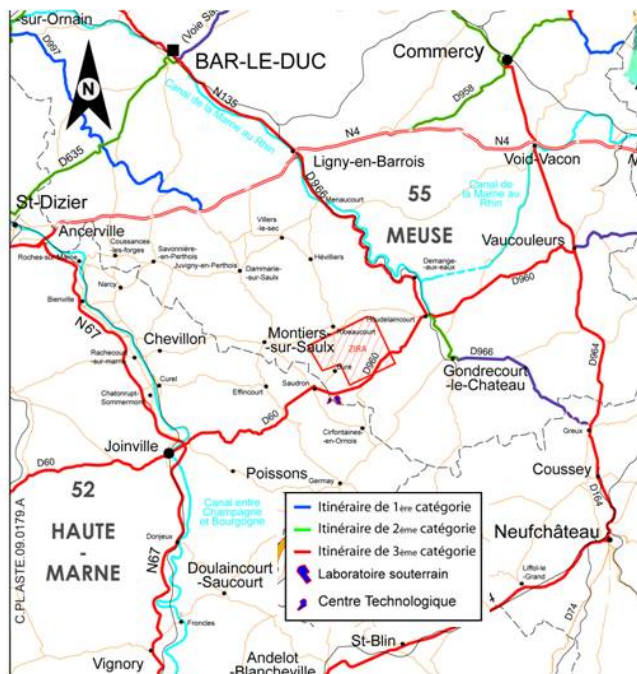 -sur-Ornain
(Voie Sa
D997
BAR-LE-DUC
Commercy
Canal de la Marne au Rhin
N135
D958
N
D635
N4
N4
Ligny-en-Barrois
Void-Vacon
D966
Menaucourt
55
MEUSE
Canal de
la Marne au
Rhin
St-Dizier
Ancerville
Villers
-le-sec
Vaucouleurs
Roches-sur-Marne
Cousances
-les-forges
Savonnière
-en-Perthois
Juvigny-en-Perthois
Dammarie
-sur-Saulx
Hévilliers
Demange-
aux-eaux
D960
Narcy
Bienville
N67
Chevillon
Montiers
-sur-Saulx
Ribeaucourt
Houdelaincourt
ZIRA
Bure
D960
D966
D964
Rachecourt
-sur-marne
Gondrecourt
-le-Chateau
Curel
Chatonrupt-
Sommermont
Effincourt
Saudron
D60
Cirfontaines-
en-Ornois
Greux
Joinville
D60
Poissons
Germay
Coussey
52
HAUTE
-
MARNE
Canal entre
Champagne
et Bourgogne
D164
Neufchâteau
Donjeux
N67
Doulaincourt
-Saucourt
Liffol-le
-Grand
D74
Froncles
St-Blin
Vignory
Andelot
-Blancheville
Itinéraire de 1ère catégorie
Itinéraire de 2ème catégorie
Itinéraire de 3ème catégorie
Laboratoire souterrain
Centre Technologique
C.PL.ASTE.09.0179.A